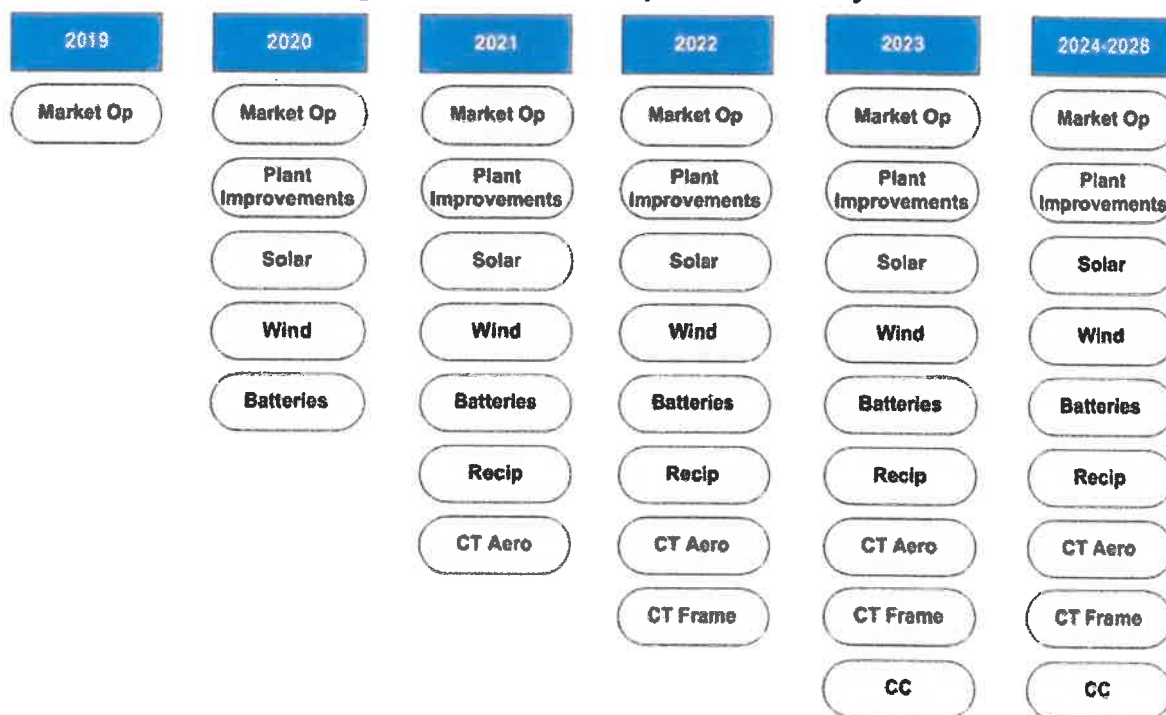 2019
2020
2021
2022
2023
2024-2028
Market Op
Market Op
Market Op
Market Op
Market Op
Market Op
Plant
Improvements
Plant
Improvements
Plant
Improvements
Plant
Improvements
Plant
Improvements
Solar
Solar
Solar
Solar
Solar
Wind
Wind
Wind
Wind
Wind
Batteries
Batteries
Batteries
Batteries
Batteries
Recip
Recip
Recip
Recip
CT Aero
CT Aero
CT Aero
CT Aero
CT Frame
CT Frame
CT Frame
CC
CC